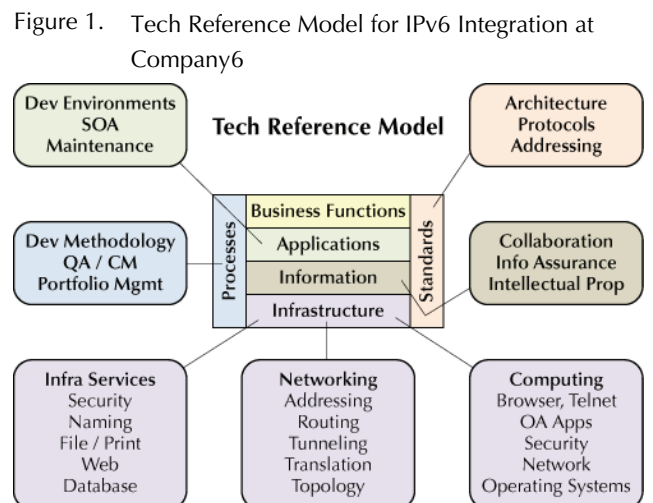 Figure 1. Tech Reference Model for IPv6 Integration at
Company6
Dev Environments
SOA
Maintenance
Tech Reference Model
Architecture
Protocols
Addressing
Dev Methodology
QA / CM
Portfolio Mgmt
Processes
Business Functions
Applications
Information
Infrastructure
Standards
Collaboration
Info Assurance
Intellectual Prop
Infra Services
Security
Naming
File / Print
Web
Database
Networking
Addressing
Routing
Tunneling
Translation
Topology
Computing
Browser, Telnet
OA Apps
Security
Network
Operating Systems